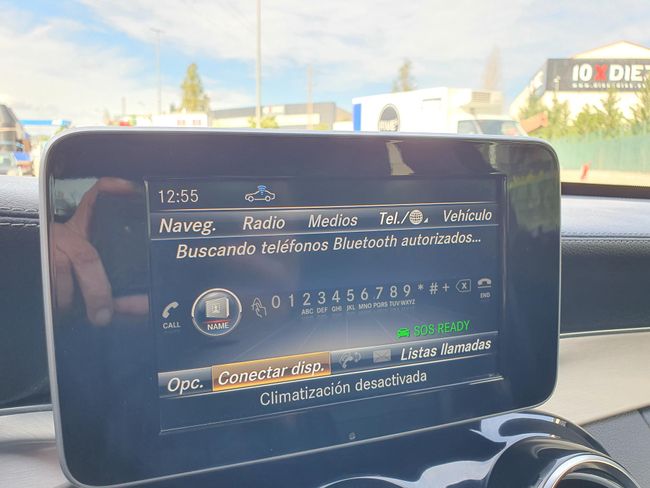 IO X DIET
12:55
Naveg. Radio Medios Tel./ Vehículo
Buscando teléfonos Bluetooth autorizados...
CALL NAME 0 1 2 3 4 5 6 7 8 9 * # + END
ABC DEF GHI JKL MNO PQRS TUV WXYZ
SOS READY
Opc. Conectar disp. Listas llamadas
Climatización desactivada